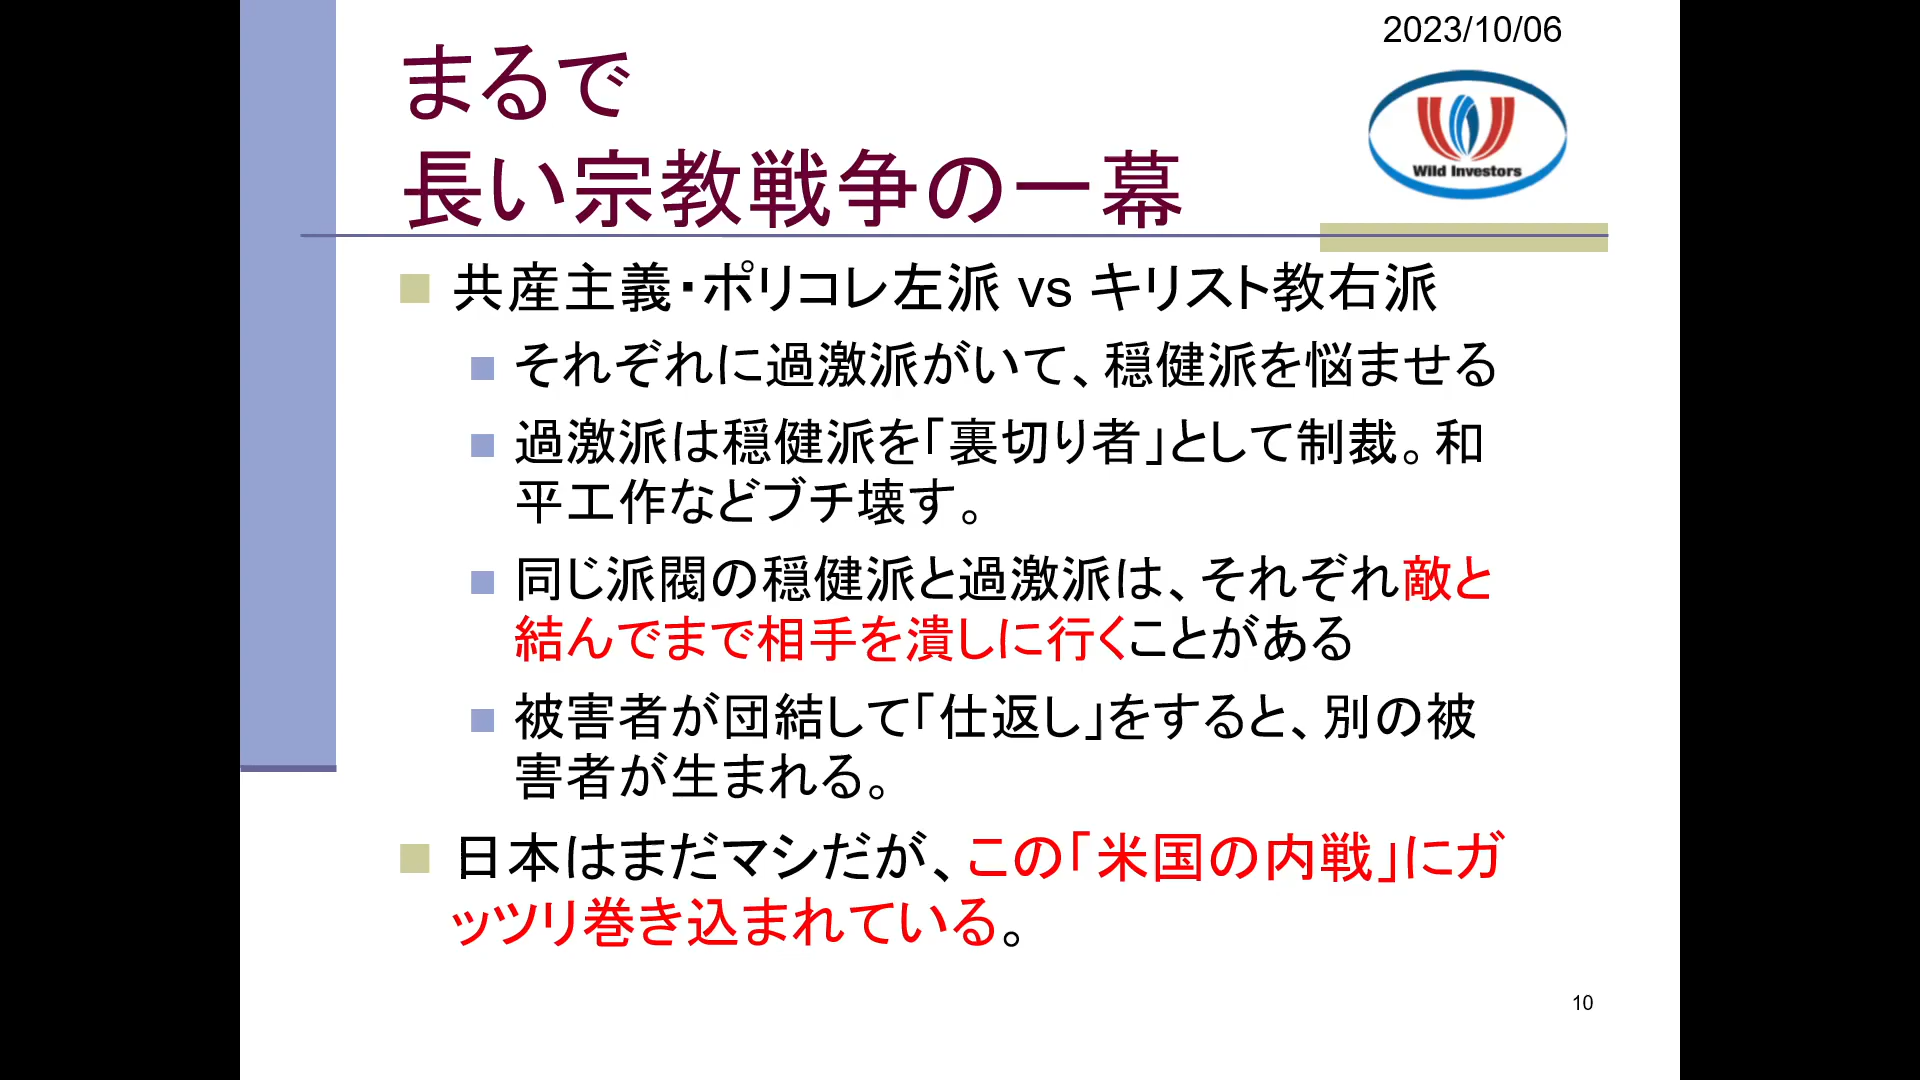 2023/10/06
まるで
長い宗教戦争の一幕
Wild Investors
共産主義・ポリコレ左派 vs キリスト教右派
それぞれに過激派がいて、穏健派を悩ませる
過激派は穏健派を「裏切り者」として制裁。和
平工作などブチ壊す。
同じ派閥の穏健派と過激派は、それぞれ敵と
結んでまで相手を潰しに行くことがある
被害者が団結して「仕返し」をすると、別の被
害者が生まれる。
日本はまだマシだが、この「米国の内戦」にガ
ッツリ巻き込まれている。
10